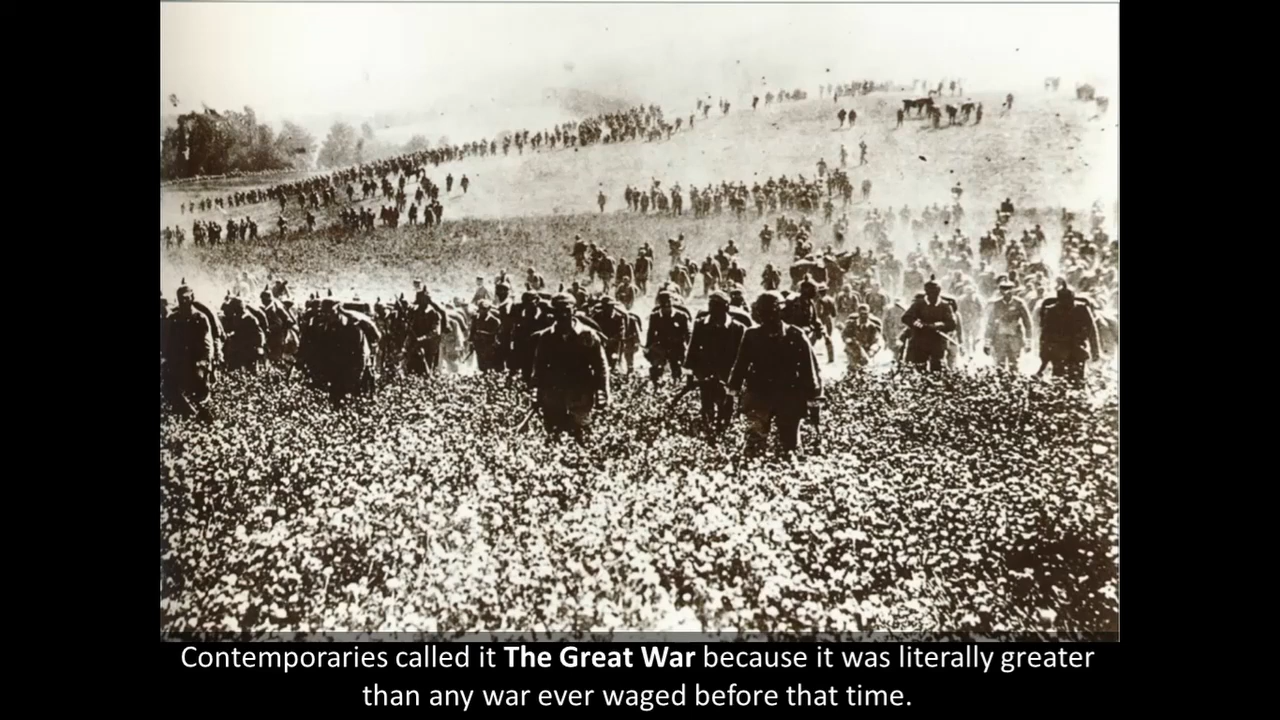 Contemporaries called it The Great War because it was literally greater
than any war ever waged before that time.